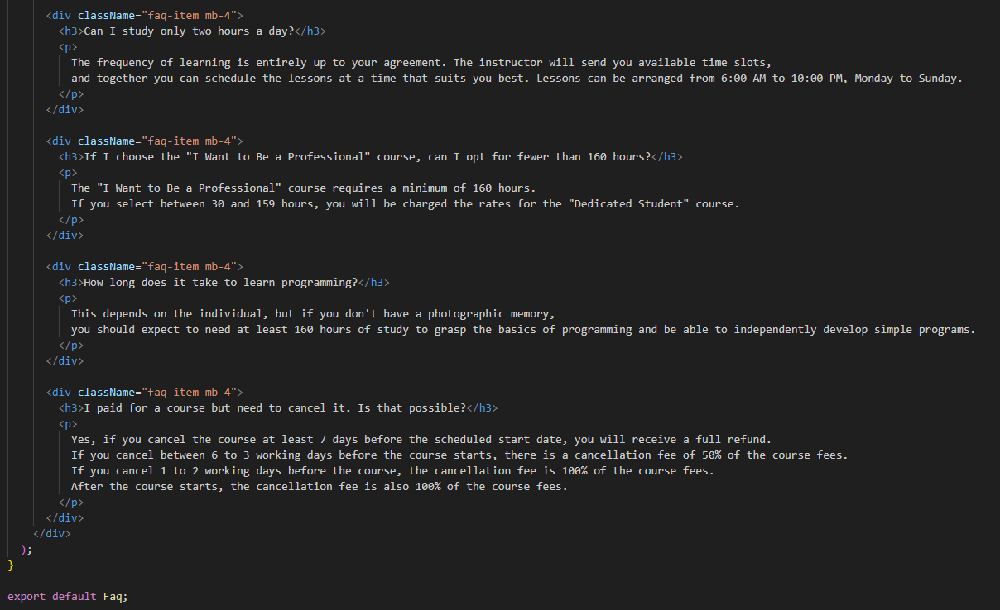 <div className="faq-item mb-4">
<h3>Can I study only two hours a day?</h3>
<p>
The frequency of learning is entirely up to your agreement. The instructor will send you available time slots,
and together you can schedule the lessons at a time that suits you best. Lessons can be arranged from 6:00 AM to 10:00 PM, Monday to Sunday.
</p>
</div>
<div className="faq-item mb-4">
<h3>If I choose the "I Want to Be a Professional" course, can I opt for fewer than 160 hours?</h3>
<p>
The "I Want to Be a Professional" course requires a minimum of 160 hours.
If you select between 30 and 159 hours, you will be charged the rates for the "Dedicated Student" course.
</p>
</div>
<div className="faq-item mb-4">
<h3>How long does it take to learn programming?</h3>
<p>
This depends on the individual, but if you don't have a photographic memory,
you should expect to need at least 160 hours of study to grasp the basics of programming and be able to independently develop simple programs.
</p>
</div>
<div className="faq-item mb-4">
<h3>I paid for a course but need to cancel it. Is that possible?</h3>
<p>
Yes, if you cancel the course at least 7 days before the scheduled start date, you will receive a full refund.
If you cancel between 6 to 3 working days before the course starts, there is a cancellation fee of 50% of the course fees.
If you cancel 1 to 2 working days before the course, the cancellation fee is 100% of the course fees.
After the course starts, the cancellation fee is also 100% of the course fees.
</p>
</div>
</div>
);
}
export default Faq;